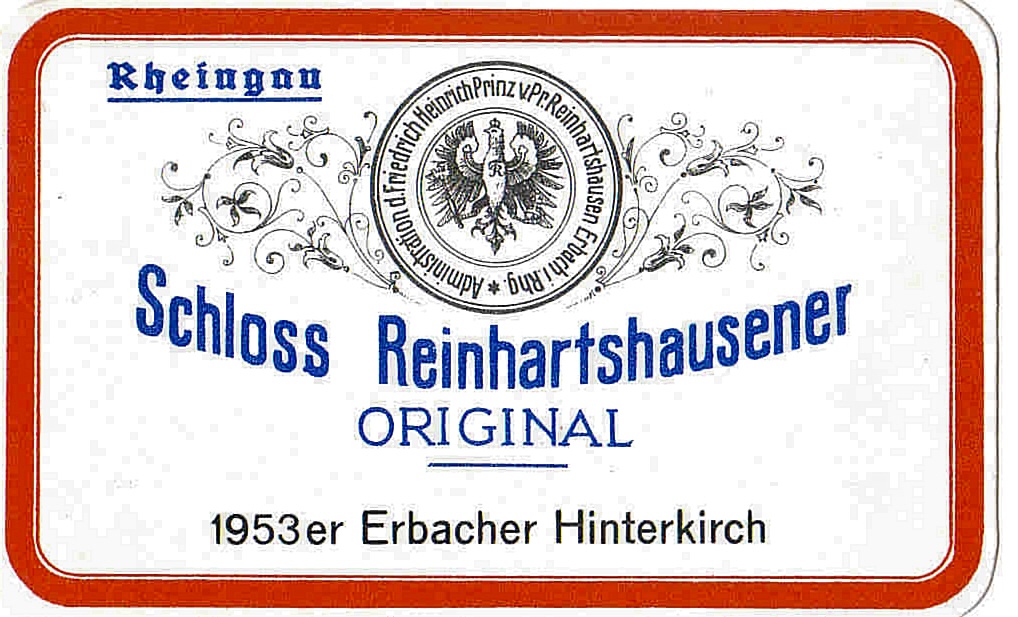 Rheingau
Administration d. Friedrich Heinrich Prinz v. Pr. Reinhartshausen Erbach i. Rhg. *
R
Schloss Reinhartshausener
ORIGINAL
1953er Erbacher Hinterkirch